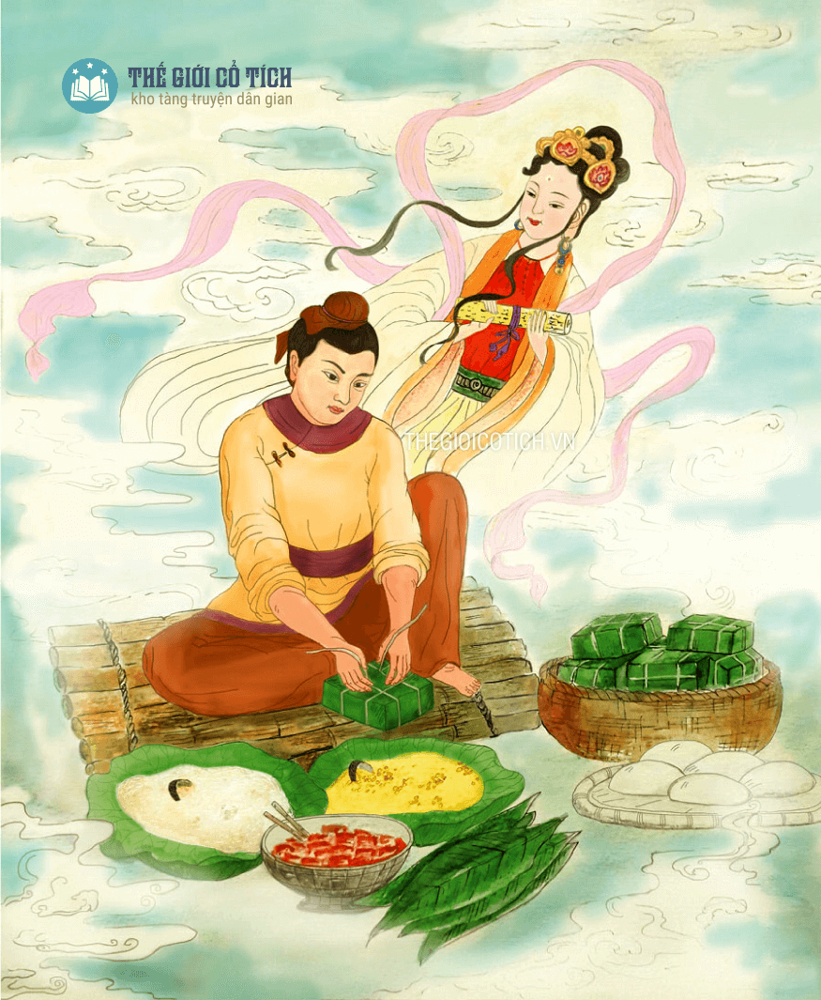 THẾ GIỚI CỔ TÍCH
kho tàng truyện dân gian
THEGIOICOTICH.VN